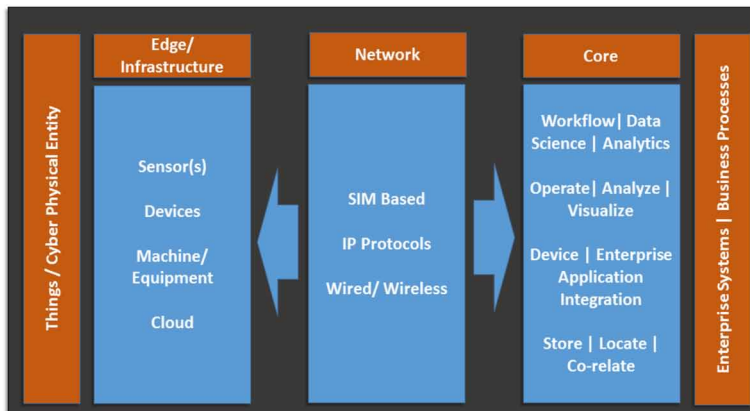 Things / Cyber Physical Entity
Edge/
Infrastructure
Sensor(s)
Devices
Machine/
Equipment
Cloud
Network
SIM Based
IP Protocols
Wired/ Wireless
Core
Workflow| Data
Science | Analytics
Operate| Analyze |
Visualize
Device | Enterprise
Application
Integration
Store | Locate |
Co-relate
Enterprise Systems | Business Processes